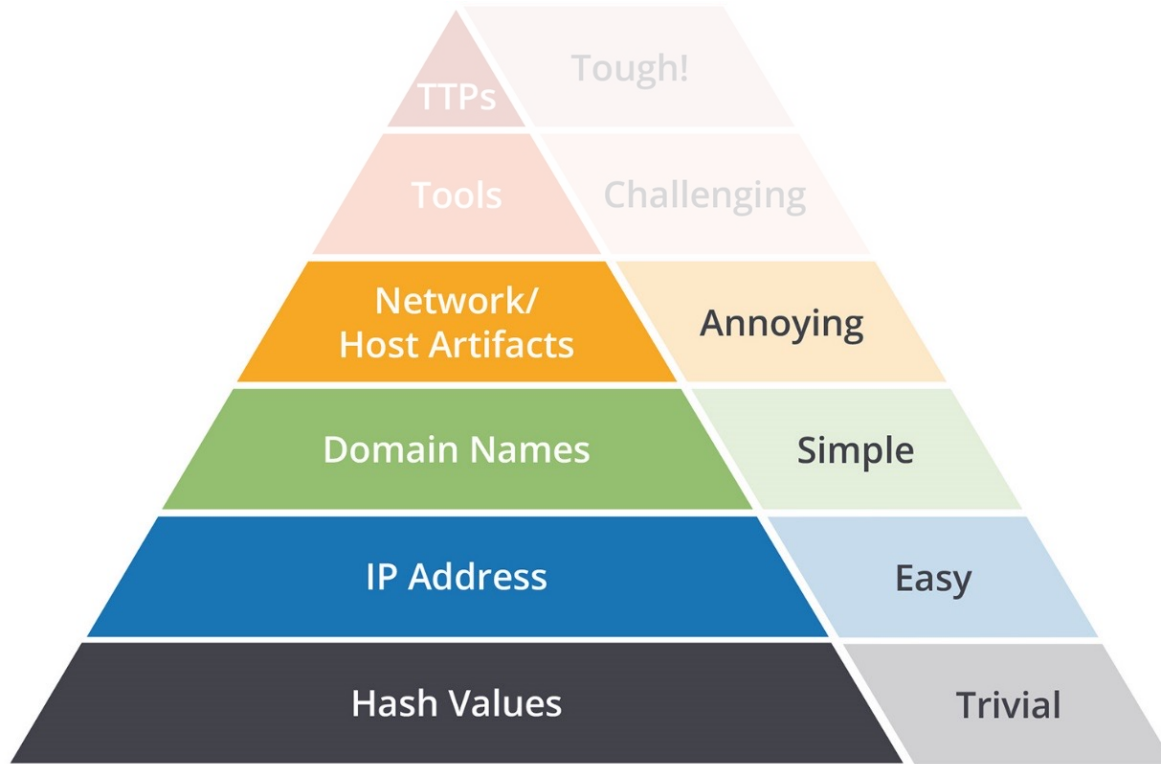 TTPs
Tough!
Tools
Challenging
Network/
Host Artifacts
Annoying
Domain Names
Simple
IP Address
Easy
Hash Values
Trivial